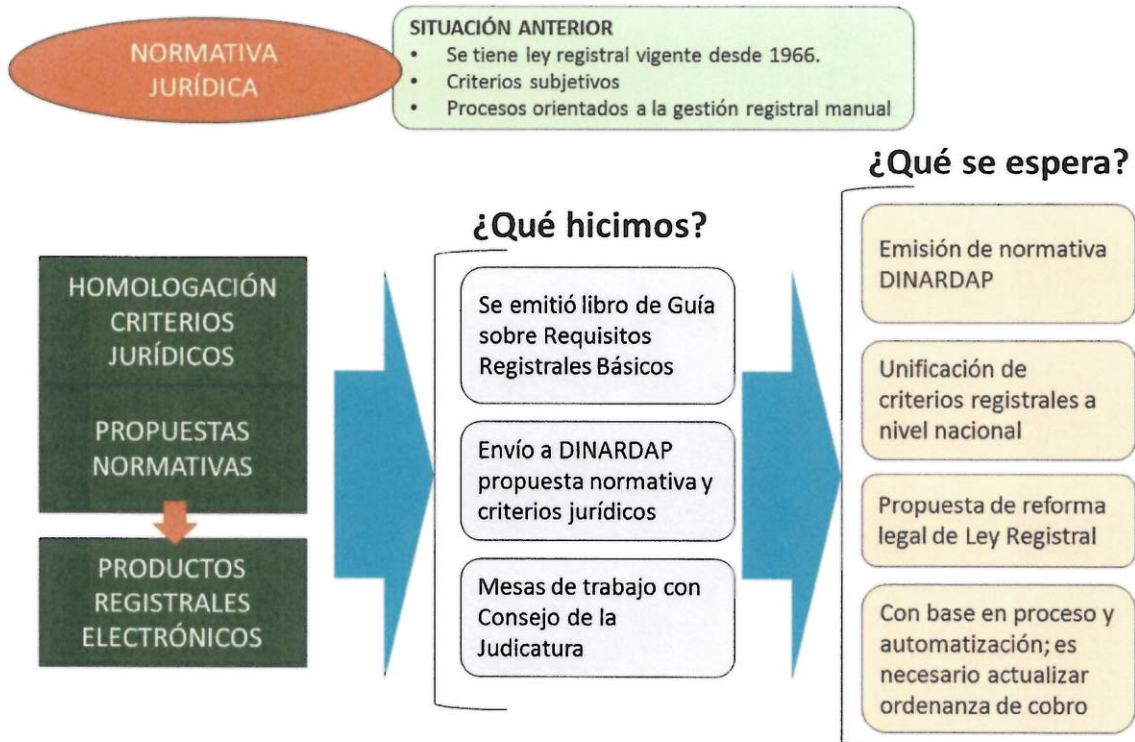 NORMATIVA
JURÍDICA
SITUACIÓN ANTERIOR
• Se tiene ley registral vigente desde 1966.
• Criterios subjetivos
• Procesos orientados a la gestión registral manual
HOMOLOGACIÓN
CRITERIOS
JURÍDICOS
PROPUESTAS
NORMATIVAS
PRODUCTOS
REGISTRALES
ELECTRÓNICOS
¿Qué hicimos?
Se emitió libro de Guía
sobre Requisitos
Registrales Básicos
Envío a DINARDAP
propuesta normativa y
criterios jurídicos
Mesas de trabajo con
Consejo de la
Judicatura
¿Qué se espera?
Emisión de normativa
DINARDAP
Unificación de
criterios registrales a
nivel nacional
Propuesta de reforma
legal de Ley Registral
Con base en proceso y
automatización; es
necesario actualizar
ordenanza de cobro